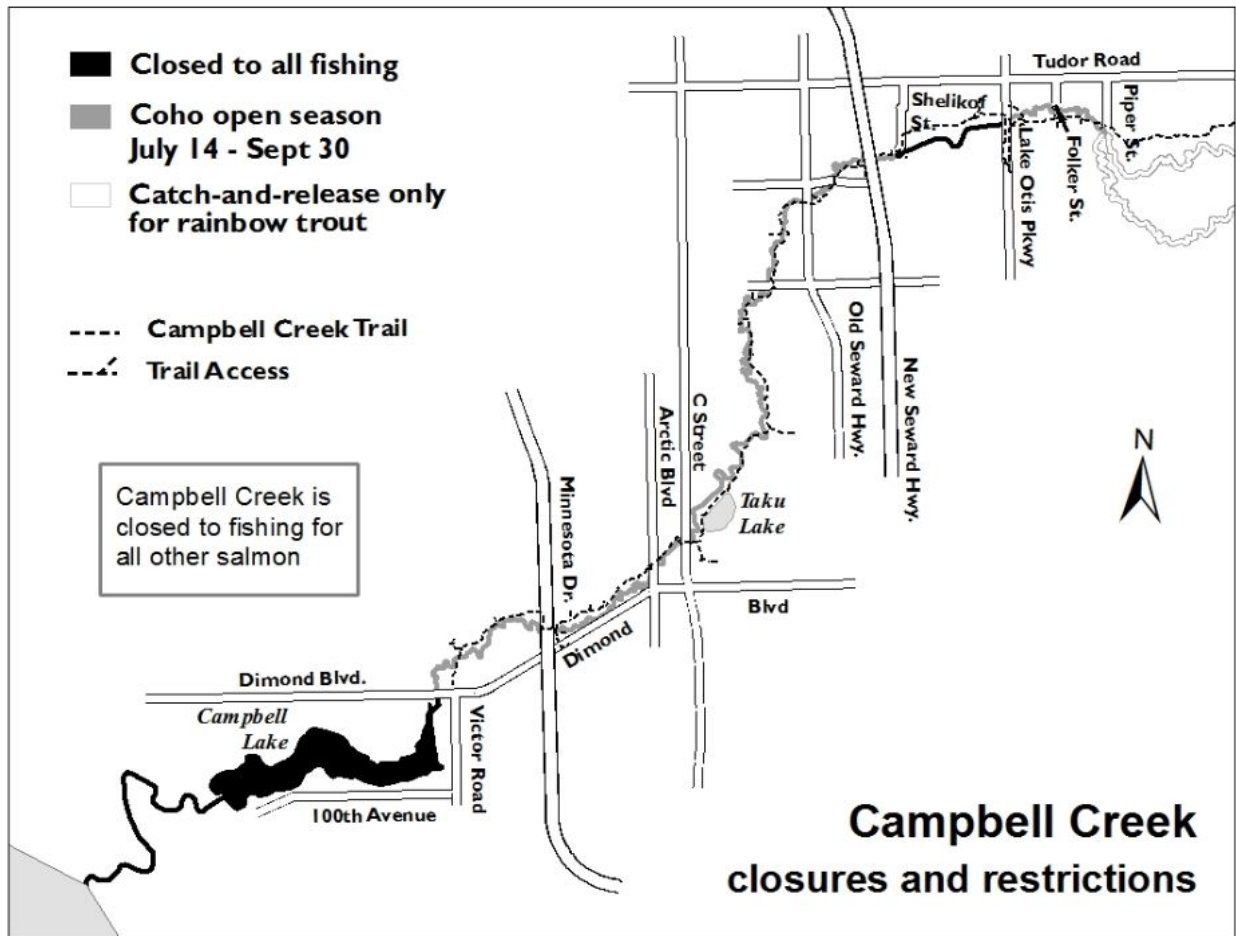 Closed to all fishing
Coho open season
July 14 - Sept 30
Catch-and-release only
for rainbow trout
Campbell Creek Trail
Trail Access
Campbell Creek is
closed to fishing for
all other salmon
Tudor Road
Shelikof
St.
Piper St.
Folker St.
Lake Otis Pkwy
Old Seward Hwy.
New Seward Hwy.
C Street
Arctic Blvd
Minnesota Dr.
Taku
Lake
N
Blvd
Dimond
Dimond Blvd.
Campbell
Lake
Victor Road
100th Avenue
Campbell Creek
closures and restrictions